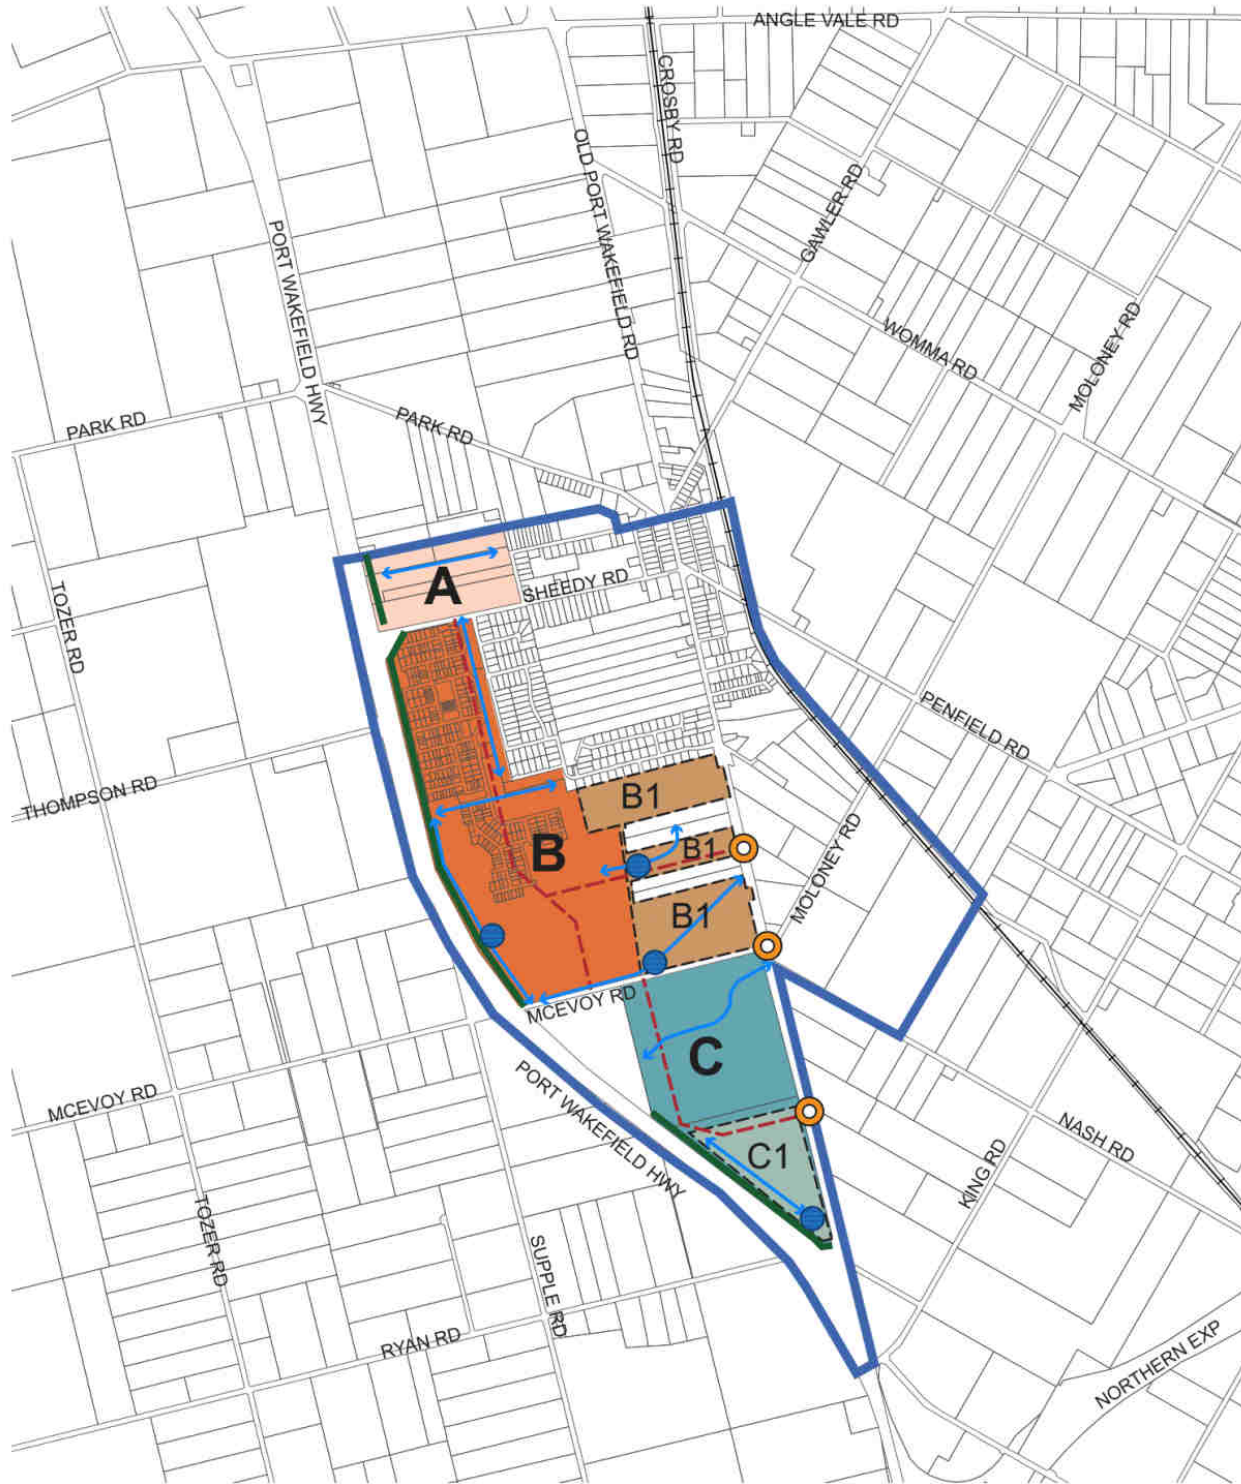 ANGLE VALE RD
CROSBY RD
OLD PORT WAKEFIELD RD
GAWLER RD
PORT WAKEFIELD HWY
WOMMA RD
MOLONEY RD
PARK RD
PARK RD
A
SHEEDY RD
TOZER RD
PENFIELD RD
THOMPSON RD
B1
B
B1
MOLONEY RD
B1
MCEVOY RD
C
MCEVOY RD
PORT WAKEFIELD HWY
C1
NASH RD
KING RD
TOZER RD
SUPPLE RD
RYAN RD
NORTHERN EXP